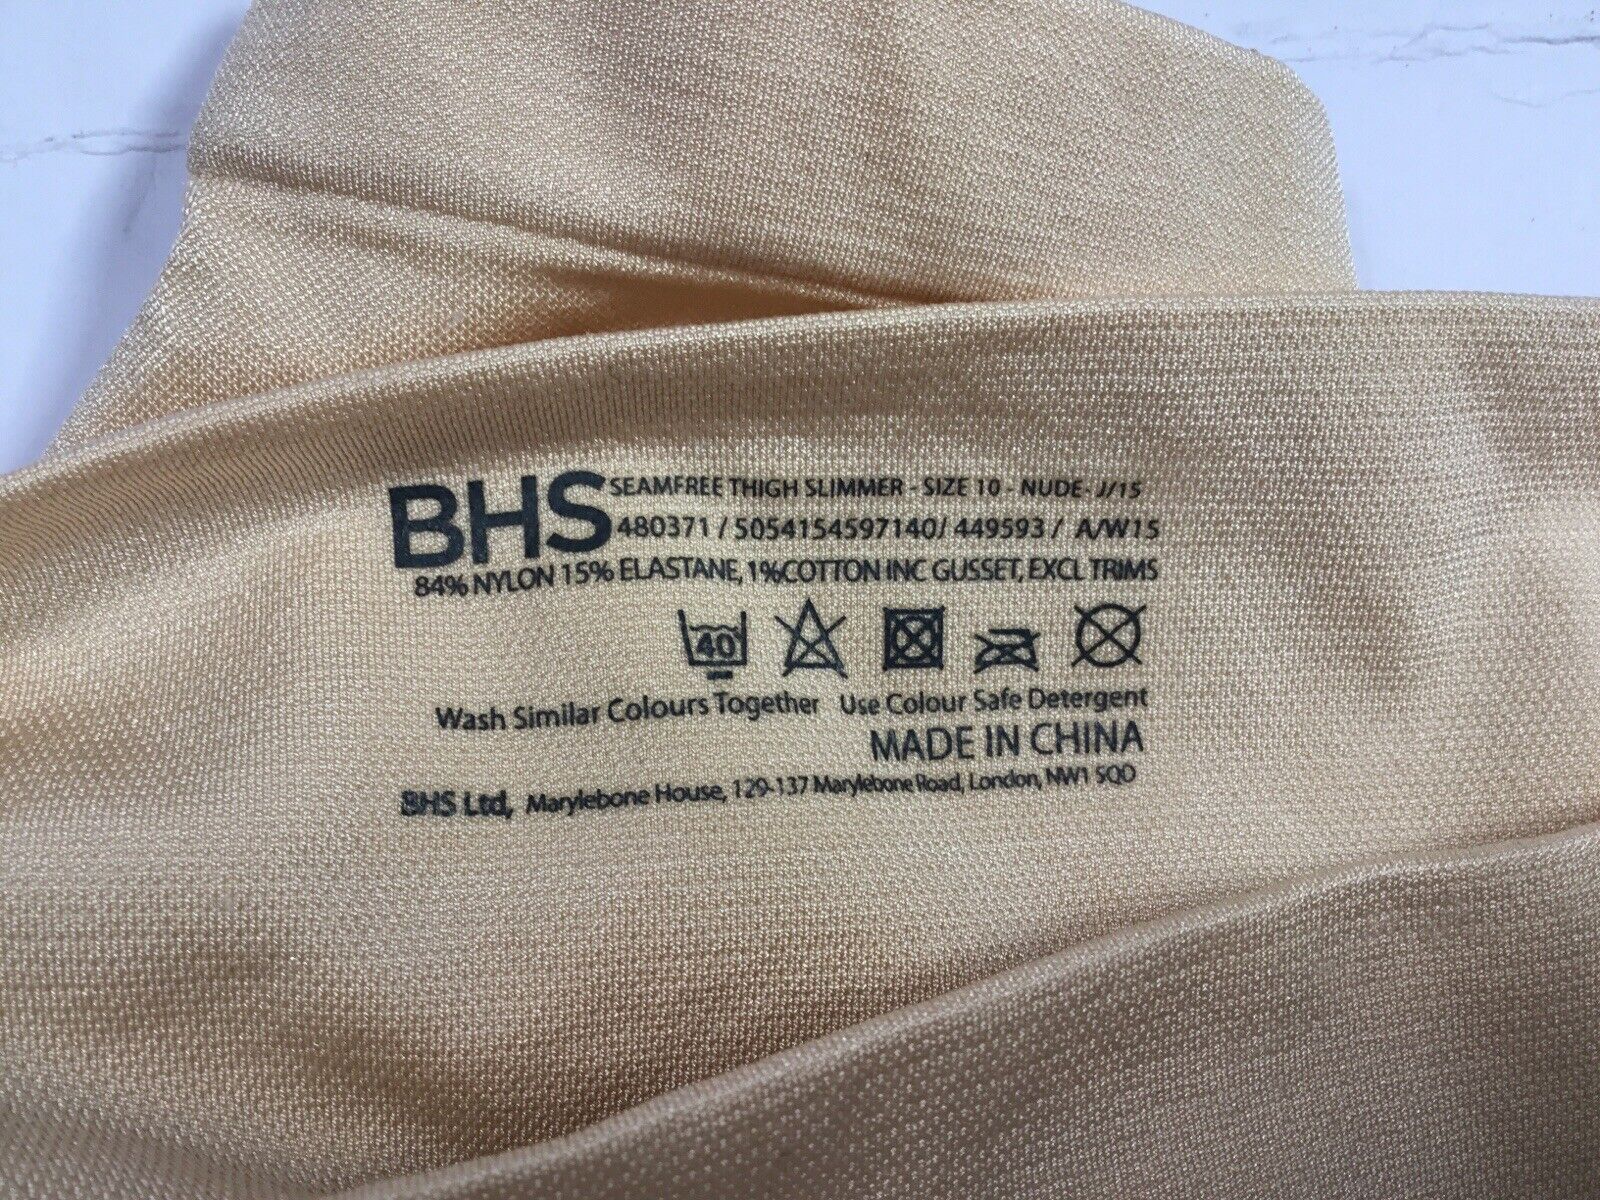 BHS SEAMFREE THIGH SLIMMER - SIZE 10 - NUDE- J/15
480371 / 5054154597140/ 449593 / A/W15
84% NYLON 15% ELASTANE, 1%COTTON INC GUSSET, EXCL TRIMS
40
Wash Similar Colours Together Use Colour Safe Detergent
MADE IN CHINA
BHS Ltd, Marylebone House, 129-137 Marylebone Road, London, NW1 5QD